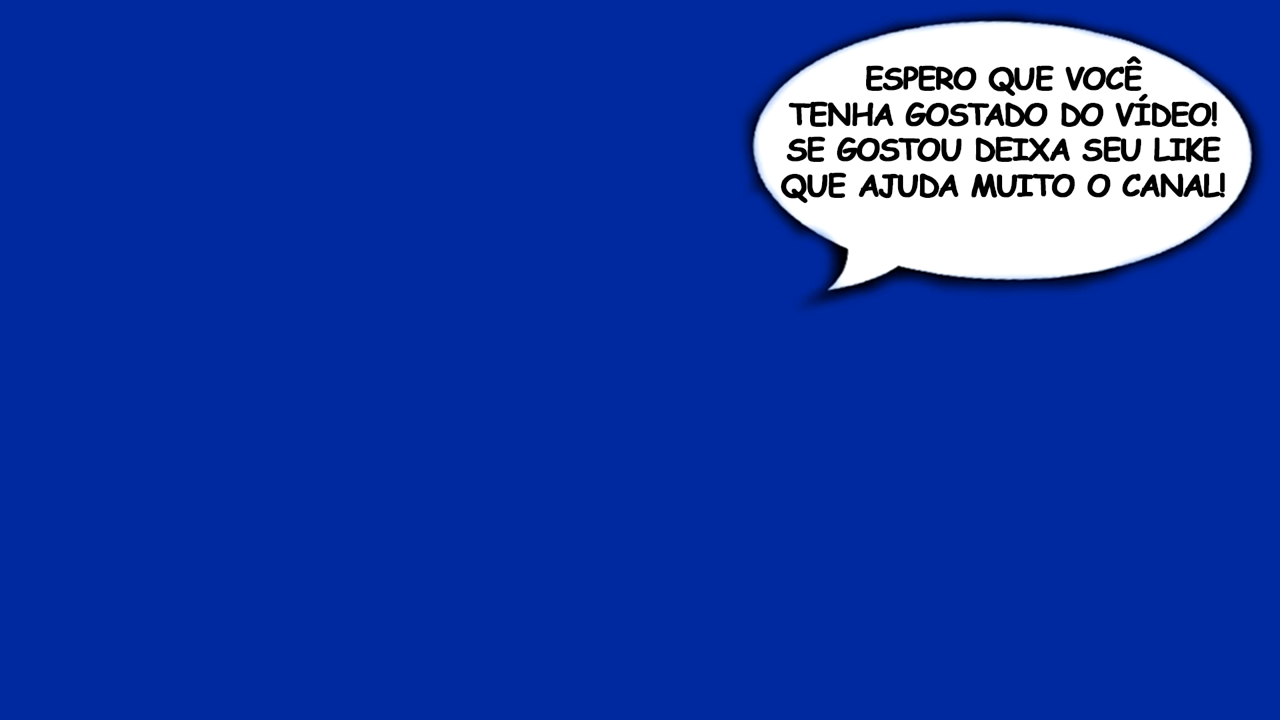 ESPERO QUE VOCÊ
TENHA GOSTADO DO VÍDEO!
SE GOSTOU DEIXA SEU LIKE
QUE AJUDA MUITO O CANAL!